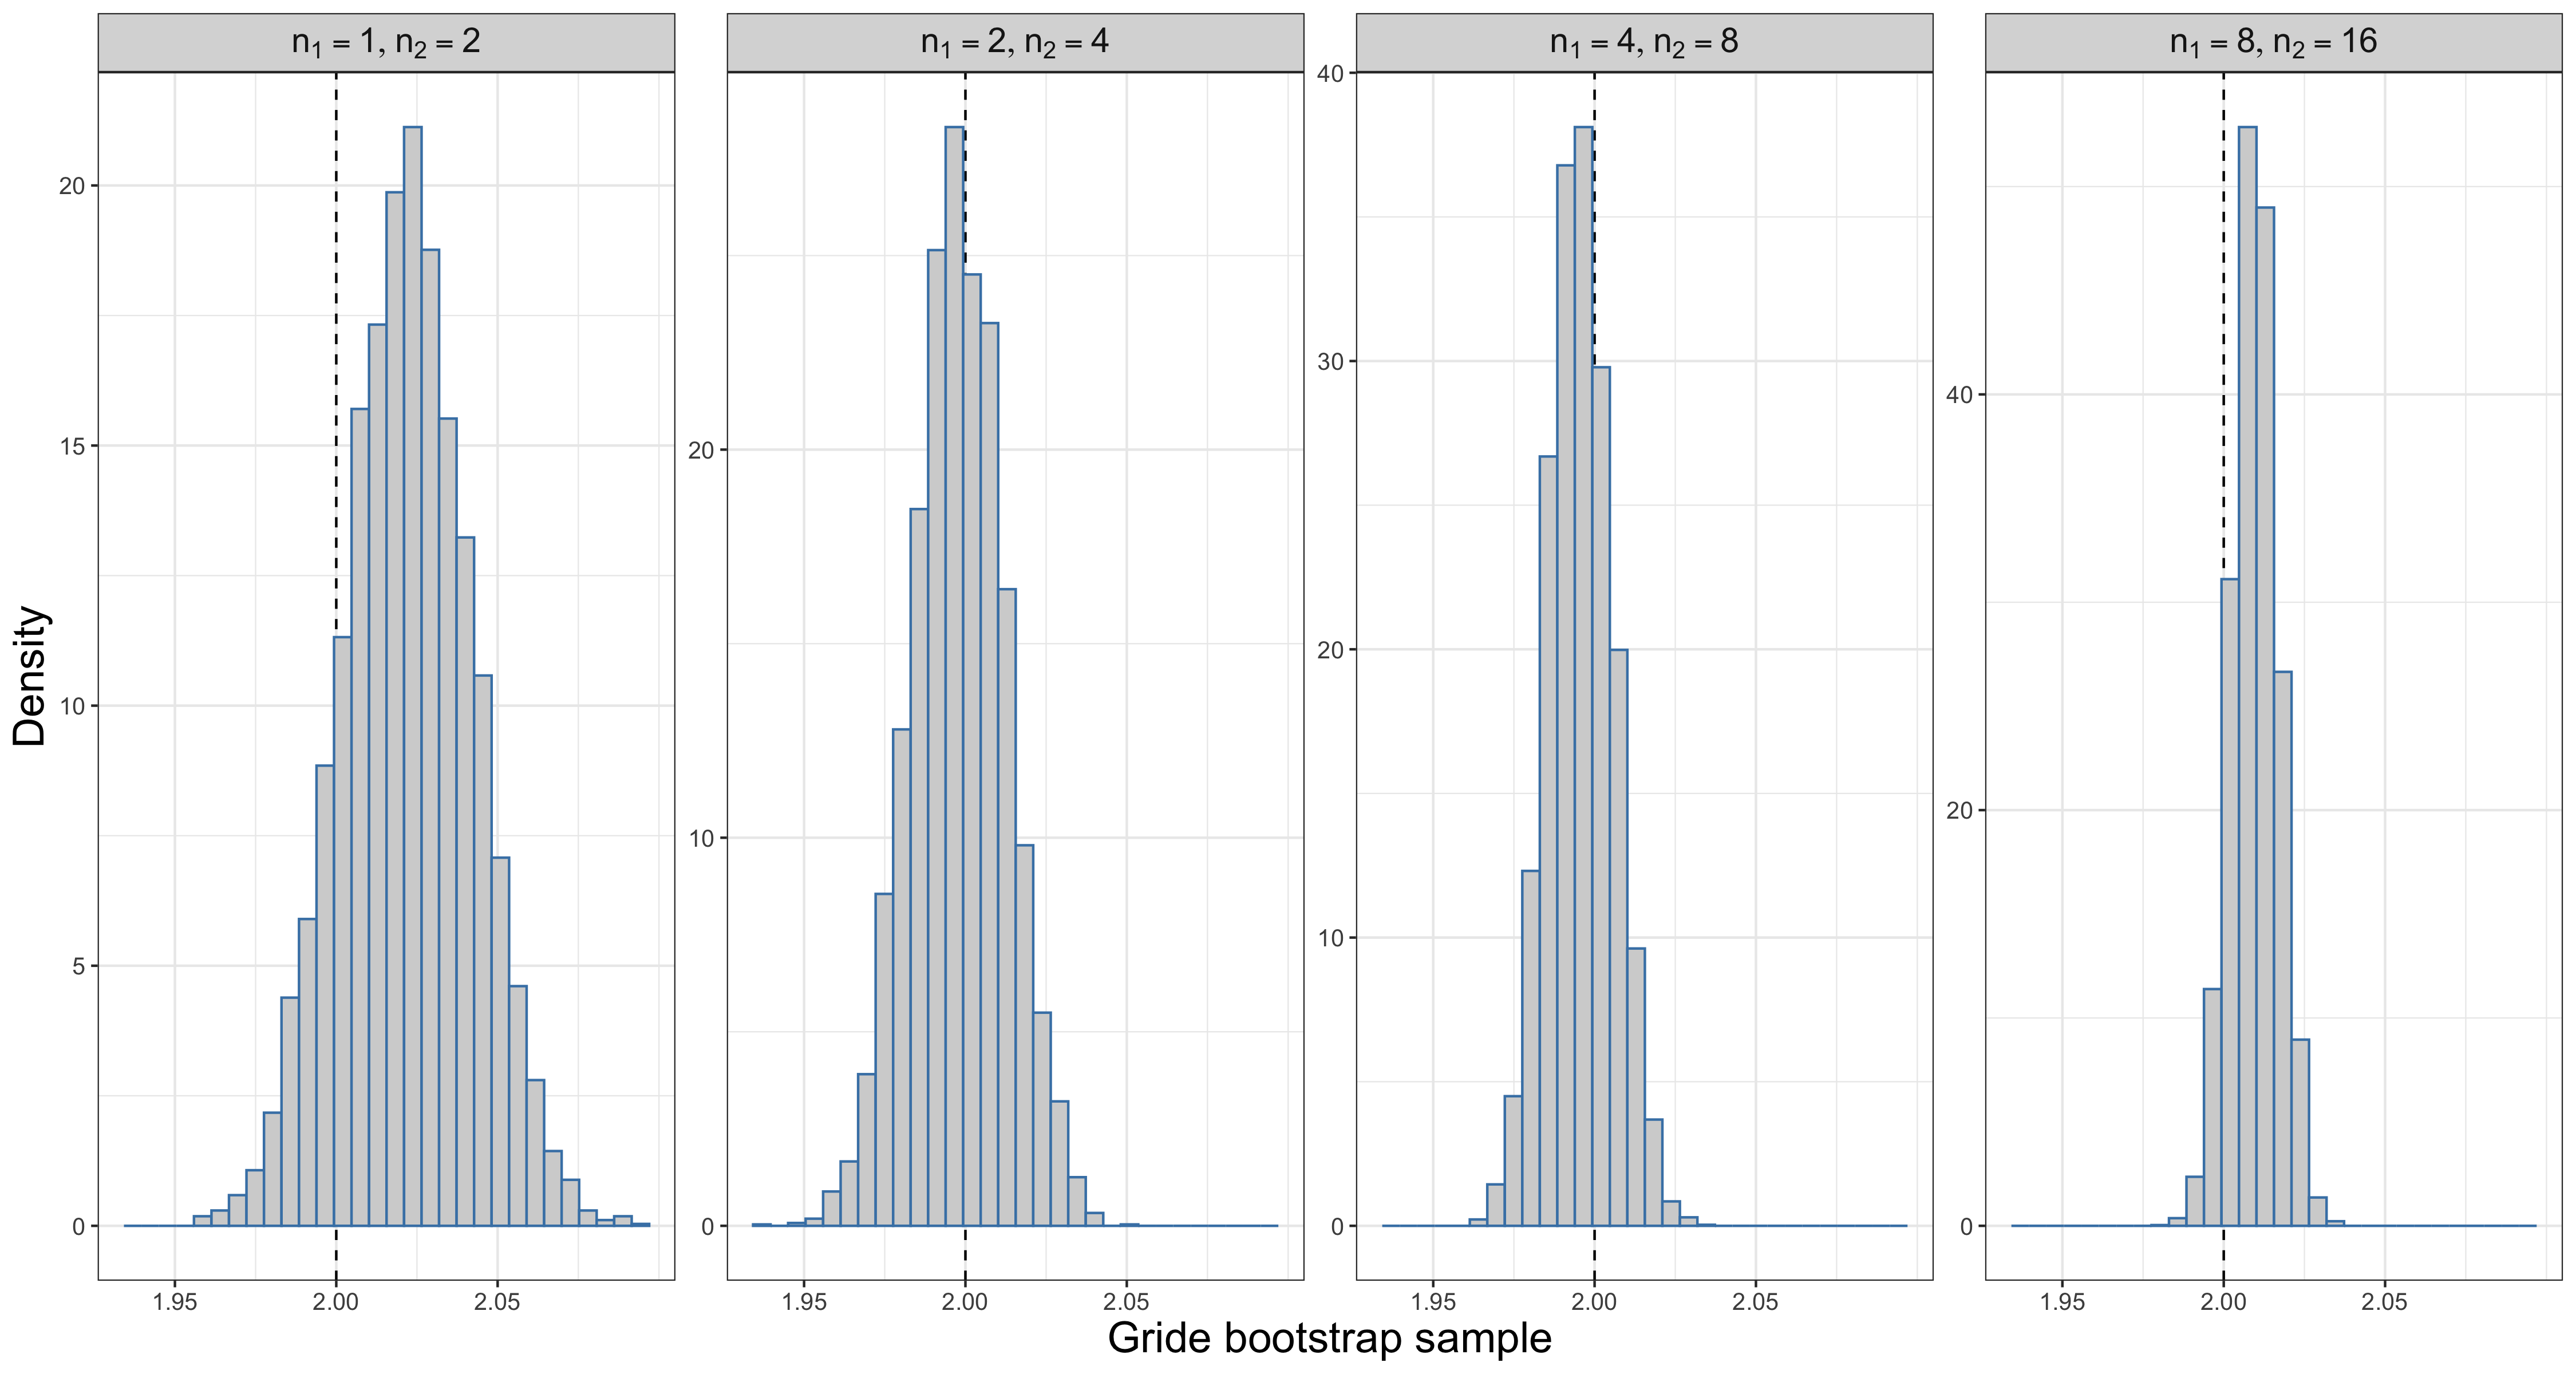 n₁ = 1, n₂ = 2
n₁ = 2, n₂ = 4
n₁ = 4, n₂ = 8
n₁ = 8, n₂ = 16
Density
20
15
10
5
0
1.95 2.00 2.05
20
10
0
1.95 2.00 2.05
40
30
20
10
0
1.95 2.00 2.05
40
20
0
1.95 2.00 2.05
Gride bootstrap sample